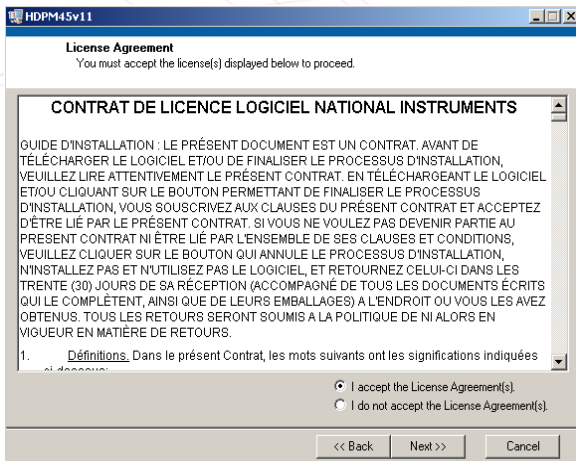 HDPM45v11
License Agreement
You must accept the license(s) displayed below to proceed.
CONTRAT DE LICENCE LOGICIEL NATIONAL INSTRUMENTS
GUIDE D'INSTALLATION : LE PRÉSENT DOCUMENT EST UN CONTRAT. AVANT DE
TÉLÉCHARGER LE LOGICIEL ET/OU DE FINALISER LE PROCESSUS D'INSTALLATION,
VEUILLEZ LIRE ATTENTIVEMENT LE PRÉSENT CONTRAT. EN TÉLÉCHARGEANT LE LOGICIEL
ET/OU CLIQUANT SUR LE BOUTON PERMETTANT DE FINALISER LE PROCESSUS
D'INSTALLATION, VOUS SOUSCRIVEZ AUX CLAUSES DU PRÉSENT CONTRAT ET ACCEPTEZ
D'ÊTRE LIÉ PAR LE PRÉSENT CONTRAT. SI VOUS NE VOULEZ PAS DEVENIR PARTIE AU
PRESENT CONTRAT NI ÊTRE LIÉ PAR L'ENSEMBLE DE SES CLAUSES ET CONDITIONS,
VEUILLEZ CLIQUER SUR LE BOUTON QUI ANNULE LE PROCESSUS D'INSTALLATION,
N'INSTALLEZ PAS ET N'UTILISEZ PAS LE LOGICIEL, ET RETOURNEZ CELUI-CI DANS LES
TRENTE (30) JOURS DE SA RÉCEPTION (ACCOMPAGNÉ DE TOUS LES DOCUMENTS ÉCRITS
QUI LE COMPLÈTENT, AINSI QUE DE LEURS EMBALLAGES) A L'ENDROIT OU VOUS LES AVEZ
OBTENUS. TOUS LES RETOURS SERONT SOUMIS A LA POLITIQUE DE NI ALORS EN
VIGUEUR EN MATIÈRE DE RETOURS.
1. Définitions. Dans le présent Contrat, les mots suivants ont les significations indiquées
ci-dessous:
I accept the License Agreement(s).
I do not accept the License Agreement(s).
<< Back Next >> Cancel